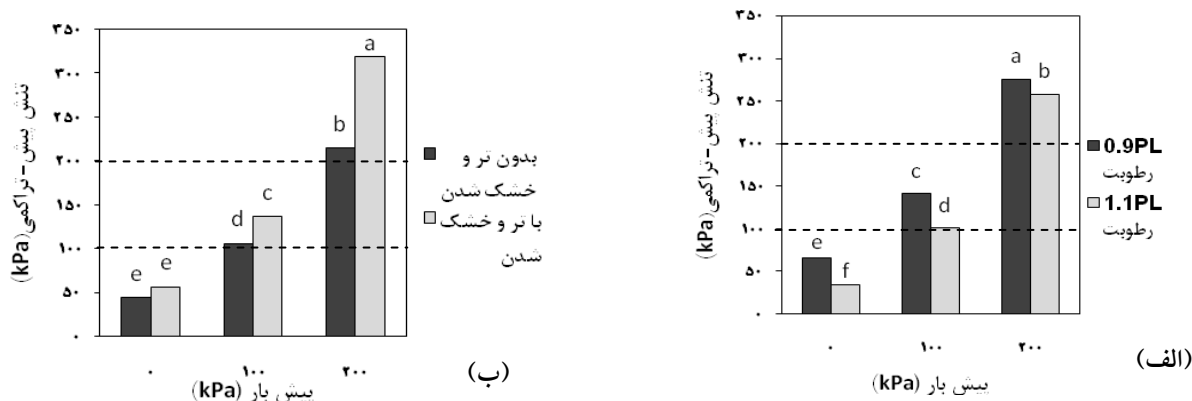 ۳۵۰
۳۰۰
۲۵۰
۲۰۰
۱۵۰
۱۰۰
۵۰
۰
تنش پیش-تراکمی(kPa)
a
b
c
d
e
f
0.9PL
رطوبت
1.1PL
رطوبت
۰ ۱۰۰ ۲۰۰
پیش بار (kPa)
(الف)
۳۵۰
۳۰۰
۲۵۰
۲۰۰
۱۵۰
۱۰۰
۵۰
۰
تنش پیش-تراکمی(kPa)
a
b
c
d
e e
بدون تر و
خشک شدن
با تر و خشک
شدن
۰ ۱۰۰ ۲۰۰
پیش بار (kPa)
(ب)